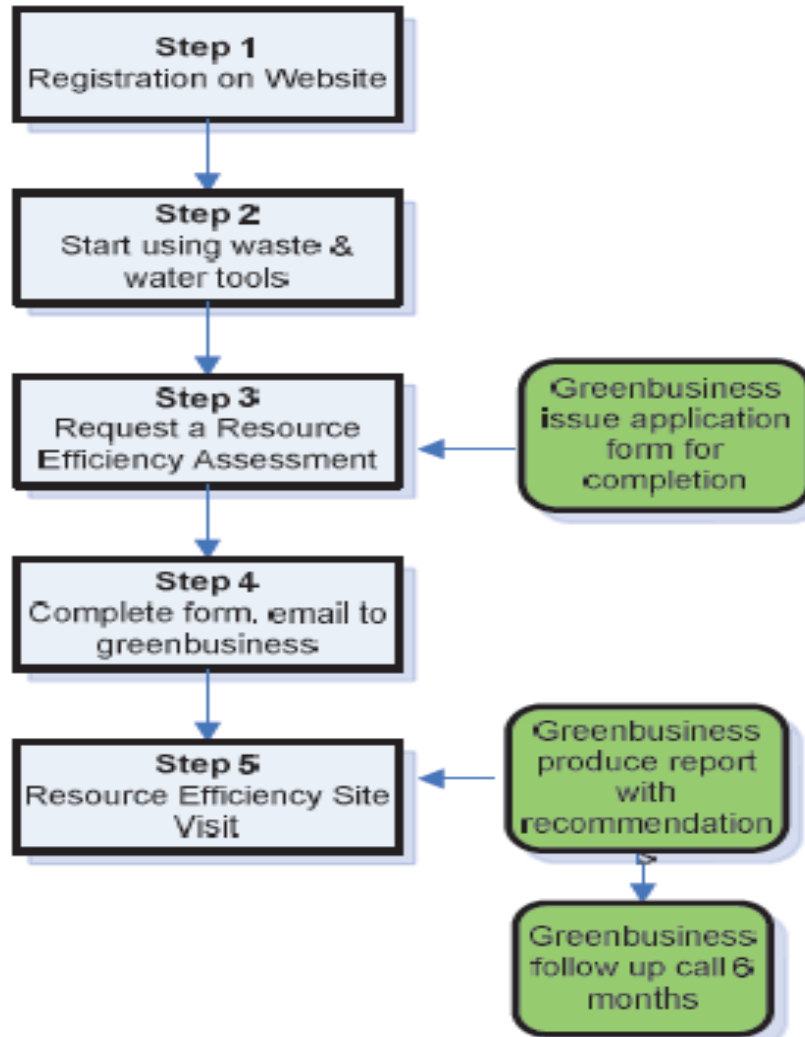 Step 1
Registration on Website
Step 2
Start using waste &
water tools
Step 3
Request a Resource
Efficiency Assessment
Greenbusiness
issue application
form for
completion
Step 4
Complete form, email to
greenbusiness
Step 5
Resource Efficiency Site
Visit
Greenbusiness
produce report
with
recommendation
s
Greenbusiness
follow up call 6
months